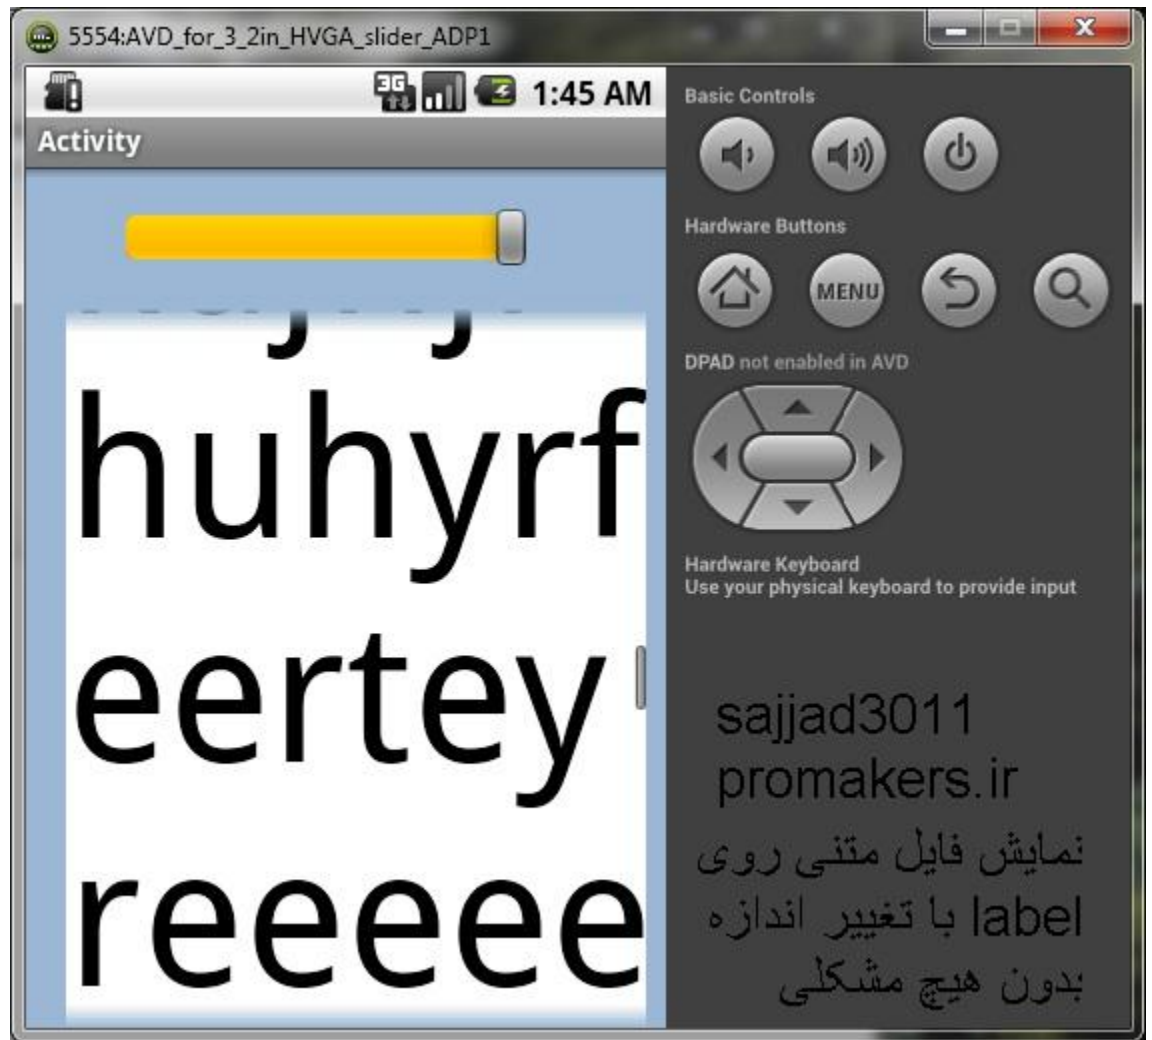 5554:AVD_for_3_2in_HVGA_slider_ADP1
3G
1:45 AM
Activity
huhyrf
eertey
reeeee
Basic Controls
Hardware Buttons
MENU
DPAD not enabled in AVD
Hardware Keyboard
Use your physical keyboard to provide input
sajjad3011
promakers.ir
نمایش فایل متنی روی
label با تغییر اندازه
بدون هیچ مشکلی